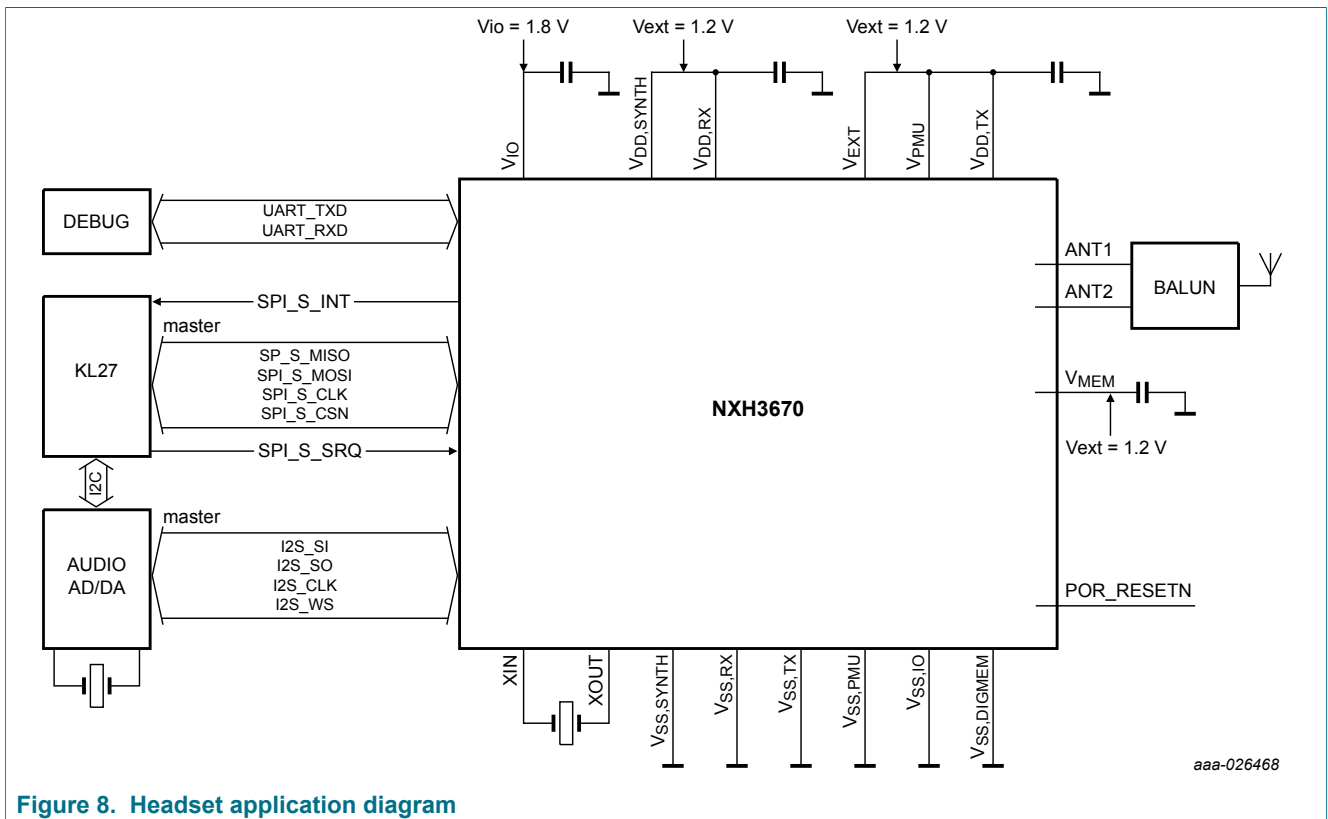 Vio = 1.8 V
Vext = 1.2 V
Vext = 1.2 V
VIO
VDD,SYNTH
VDD,RX
VEXT
VPMU
VDD,TX
DEBUG
UART_TXD
UART_RXD
KL27
SPI_S_INT
master
SP_S_MISO
SPI_S_MOSI
SPI_S_CLK
SPI_S_CSN
SPI_S_SRQ
I2C
AUDIO
AD/DA
master
I2S_SI
I2S_SO
I2S_CLK
I2S_WS
NXH3670
ANT1
ANT2
BALUN
VMEM
Vext = 1.2 V
POR_RESETN
XIN
XOUT
VSS,SYNTH
VSS,RX
VSS,TX
VSS,PMU
VSS,IO
VSS,DIGMEM
aaa-026468
Figure 8. Headset application diagram